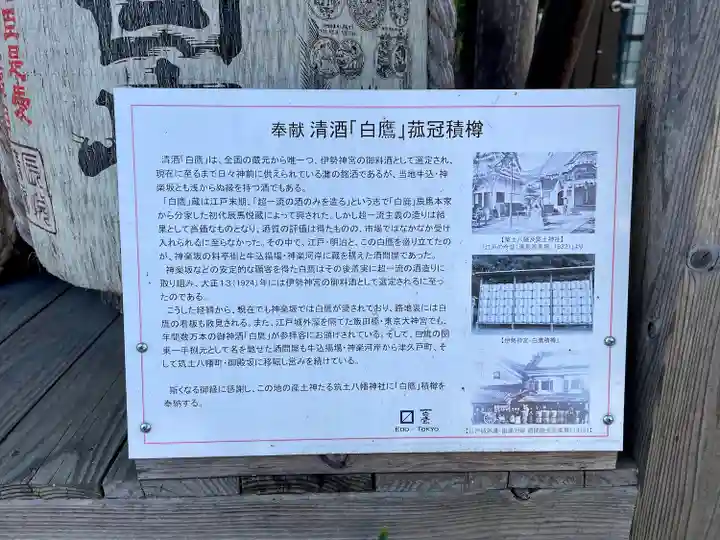 奉献 清酒「白鷹」菰冠積樽
清酒「白鷹」は、全国の蔵元から唯一つ、伊勢神宮の御料酒として選定され、
現在に至るまで日々神前に供えられている灘の銘酒であるが、当地牛込・神
楽坂とも浅からぬ縁を持つ酒でもある。
「白鷹」蔵は江戸末期、「超一流の酒のみを造る」という志で「白鹿」辰馬本家
から分家した初代辰馬悦蔵によって興された。しかし超一流主義の造りは結
果として高価なものとなり、酒質の評価は得たものの、市場ではなかなか受け
入れられるに至らなかった。その中で、江戸・明治と、この白鷹を盛り立てたの
が、神楽坂の料亭街と牛込揚場・神楽河岸に蔵を構えた酒問屋であった。
神楽坂などの安定的な顧客を得た白鷹はその後着実に超一流の酒造りに
取り組み、大正13(1924)年には伊勢神宮の御料酒として選定されるに至っ
たのである。
こうした経緯から、現在でも神楽坂では白鷹が愛されており、路地裏には白
鷹の看板も散見される。また、江戸城外濠を隔てた飯田橋・東京大神宮でも、
年間数万本の御神酒「白鷹」が参拝客にお頒けされている。そして、白鷹の関
東一手捌元として名を馳せた酒問屋も牛込揚場・神楽河岸から津久戸町、そ
して筑土八幡町・御殿坂に移転し営みを続けている。
斯くなる御縁に感謝し、この地の産土神たる筑土八幡神社に「白鷹」積樽を
奉納する。
EDO TOKYO
【伊勢神宮・白鷹積樽】